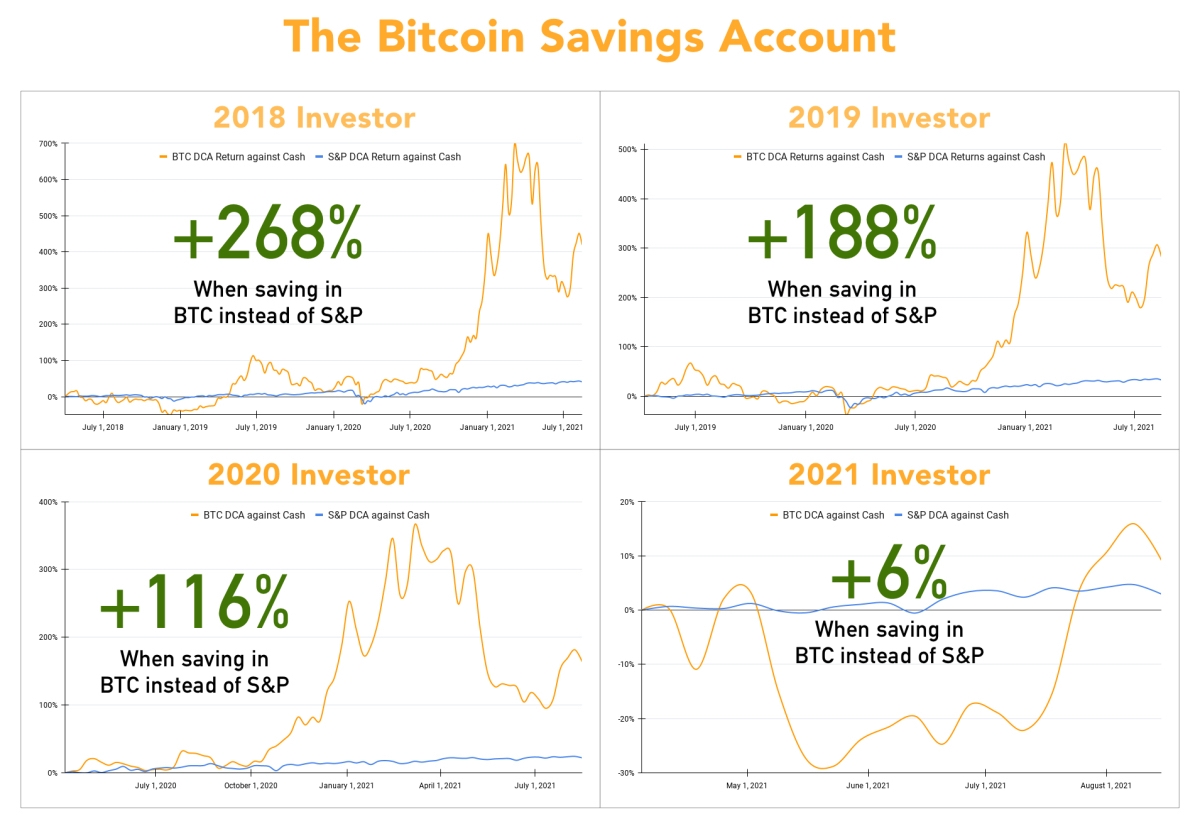 The Bitcoin Savings Account
2018 Investor
BTC DCA Return against Cash
S&P DCA Return against Cash
700%
600%
500%
400%
300%
200%
100%
0%
+268%
When saving in
BTC instead of S&P
July 1, 2018
January 1, 2019
July 1, 2019
January 1, 2020
July 1, 2020
January 1, 2021
July 1, 2021
2019 Investor
BTC DCA Returns against Cash
S&P DCA Returns against Cash
500%
400%
300%
200%
100%
0%
+188%
When saving in
BTC instead of S&P
July 1, 2019
January 1, 2020
July 1, 2020
January 1, 2021
July 1, 2021
2020 Investor
BTC DCA against Cash
S&P DCA against Cash
400%
300%
200%
100%
0%
+116%
When saving in
BTC instead of S&P
July 1, 2020
October 1, 2020
January 1, 2021
April 1, 2021
July 1, 2021
2021 Investor
BTC DCA against Cash
S&P DCA against Cash
20%
10%
0%
-10%
-20%
-30%
+6%
When saving in
BTC instead of S&P
May 1, 2021
June 1, 2021
July 1, 2021
August 1, 2021